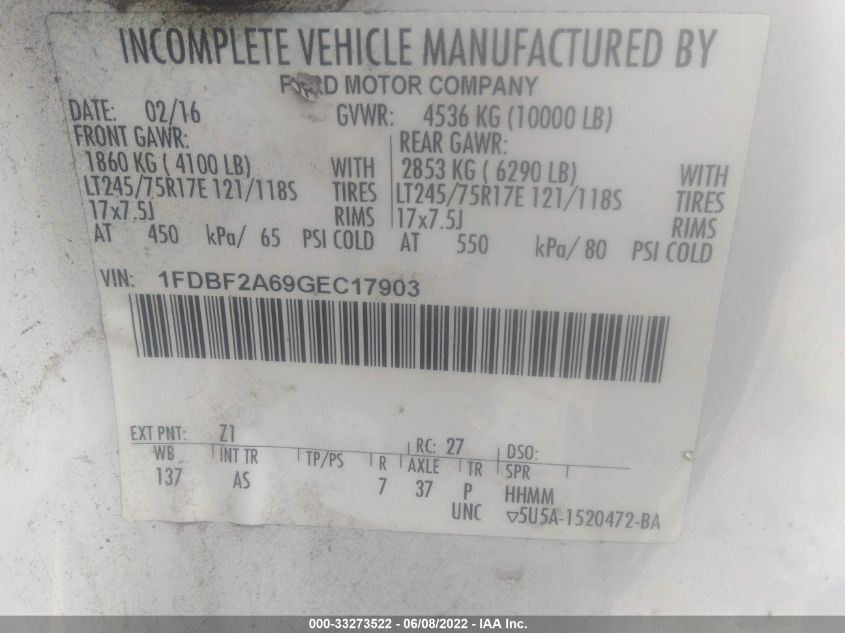 INCOMPLETE VEHICLE MANUFACTURED BY
FORD MOTOR COMPANY
DATE: 02/16 GVWR: 4536 KG (10000 LB)
FRONT GAWR: REAR GAWR:
1860 KG ( 4100 LB) WITH 2853 KG ( 6290 LB) WITH
LT245/75R17E 121/118S TIRES LT245/75R17E 121/118S TIRES
17x7.5J RIMS 17x7.5J RIMS
AT 450 kPa/ 65 PSI COLD AT 550 kPa/ 80 PSI COLD
VIN: 1FDBF2A69GEC17903
EXT PNT: Z1 RC: 27 DSO:
WB INT TR TP/PS R AXLE TR SPR
137 AS 7 37 P HHMM
UNC ▽5U5A-1520472-BA
000-33273522 - 06/08/2022 - IAA Inc.